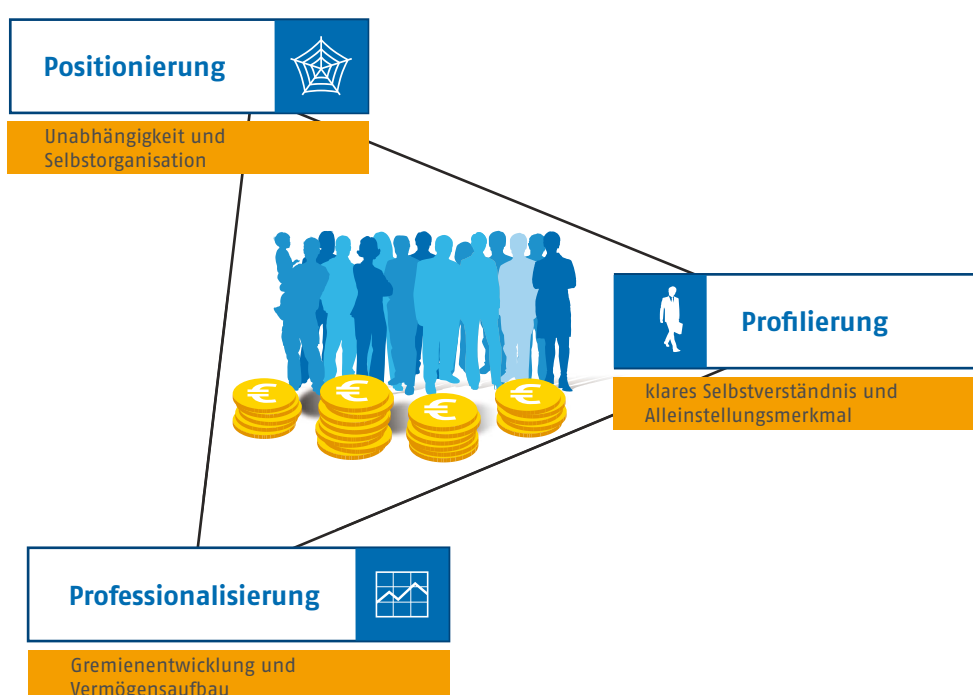 Positionierung
Unabhängigkeit und
Selbstorganisation
Profilierung
klares Selbstverständnis und
Alleinstellungsmerkmal
Professionalisierung
Gremienentwicklung und
Vermögensaufbau